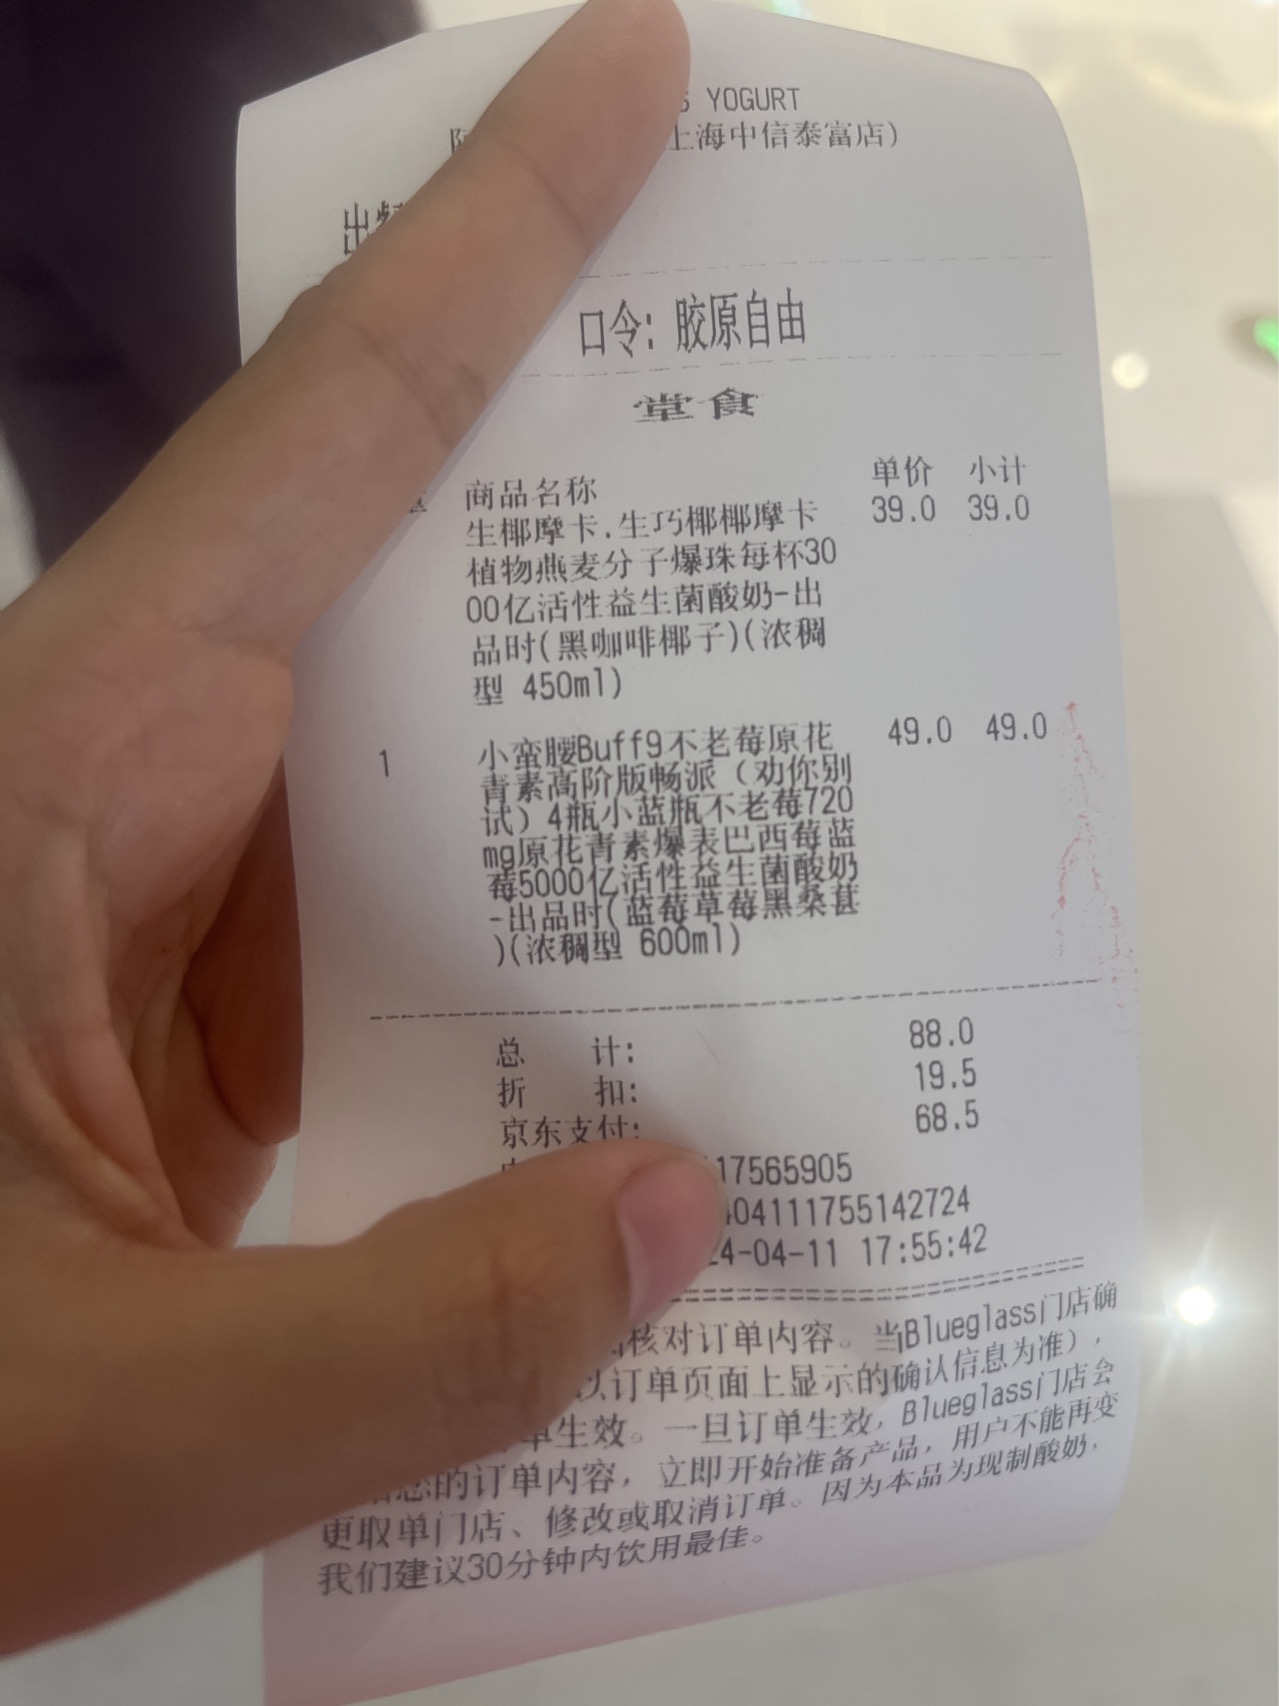 YOGURT
上海中信泰富店)
出
口令: 胶原自由
堂食
商品名称 单价 小计
生椰摩卡.生巧椰椰摩卡 39.0 39.0
植物燕麦分子爆珠每杯30
00亿活性益生菌酸奶-出
品时(黑咖啡椰子)(浓稠
型 450ml)
1 小蛮腰Buff9不老莓原花 49.0 49.0
青素高阶版畅派（劝你别
试）4瓶小蓝瓶不老莓720
mg原花青素爆表巴西莓蓝
莓5000亿活性益生菌酸奶
-出品时(蓝莓草莓黑桑葚
)(浓稠型 600ml)
总 计: 88.0
折 扣: 19.5
京东支付: 68.5
17565905
04111755142724
4-04-11 17:55:42
核对订单内容。当Blueglass门店确
以订单页面上显示的确认信息为准),
单生效。一旦订单生效, Blueglass门店会
您的订单内容, 立即开始准备产品, 用户不能再变
更取单门店、修改或取消订单。因为本品为现制酸奶,
我们建议30分钟内饮用最佳。